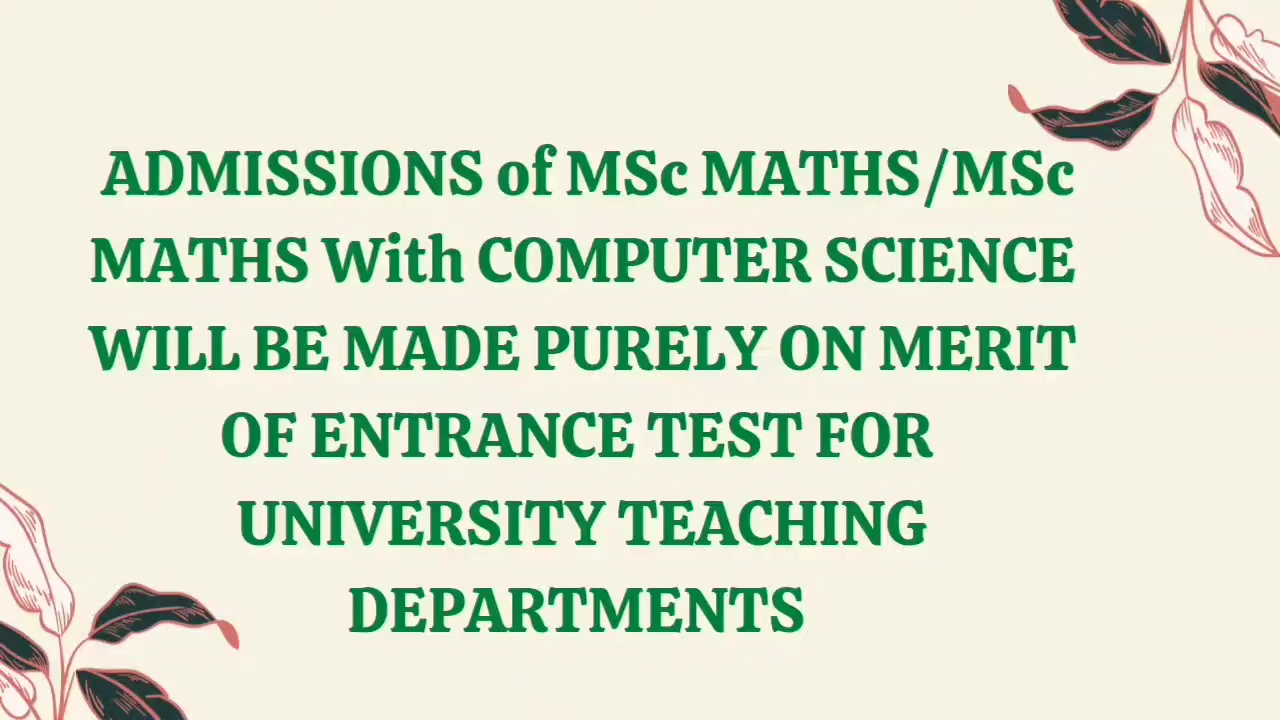 ADMISSIONS of MSc MATHS/MSc
MATHS With COMPUTER SCIENCE
WILL BE MADE PURELY ON MERIT
OF ENTRANCE TEST FOR
UNIVERSITY TEACHING
DEPARTMENTS